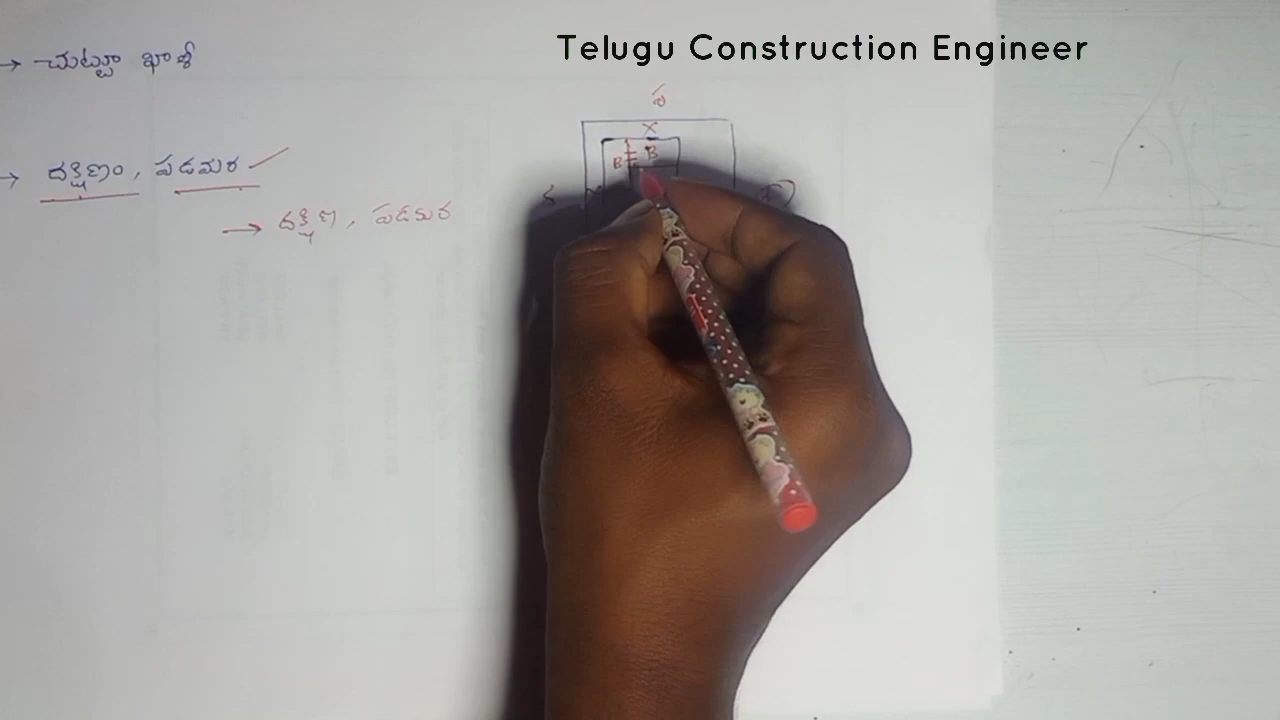 Telugu Construction Engineer
→ చుట్టూ ఖాళీ
ప
X
B B
→ దక్షిణం, పడమర
→ దక్షిణ, పడమర